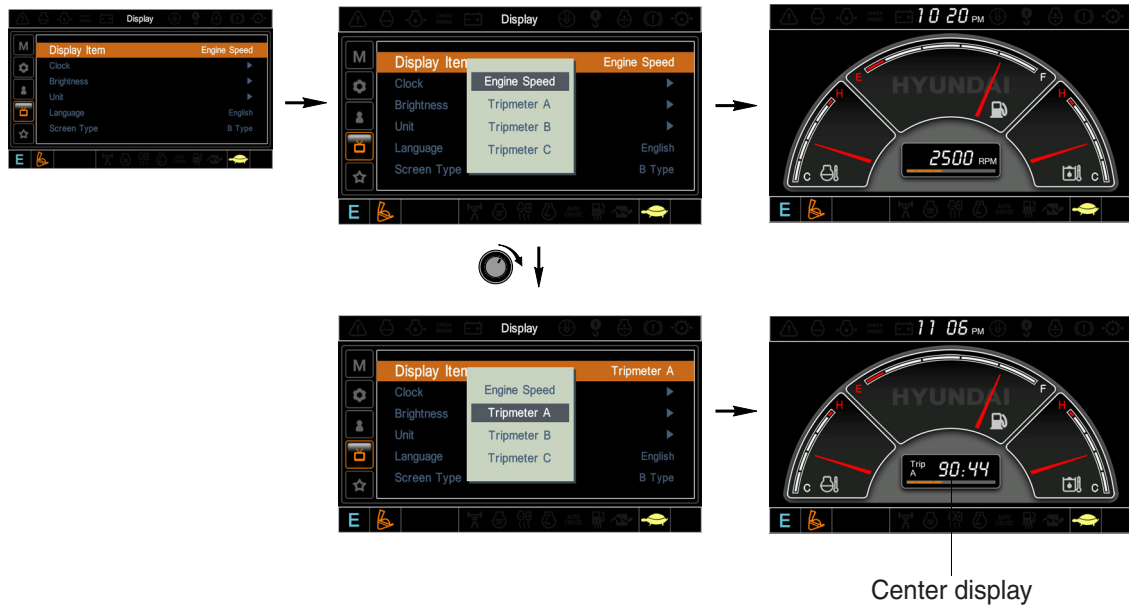 Display
M
Display Item Engine Speed
Clock
Brightness
Unit
Language English
Screen Type B Type
E
Display
M
Display Item Engine Speed
Clock
Brightness
Unit
Language English
Screen Type B Type
Engine Speed
Tripmeter A
Tripmeter B
Tripmeter C
E
AUTO
CRUISE
10 20 PM
HYUNDAI
E F
H H
C C
2500 RPM
E
Display
M
Display Item Tripmeter A
Clock
Brightness
Unit
Language English
Screen Type B Type
Engine Speed
Tripmeter A
Tripmeter B
Tripmeter C
E
11 06 PM
HYUNDAI
E F
H H
C C
Trip
A 90:44
E
Center display